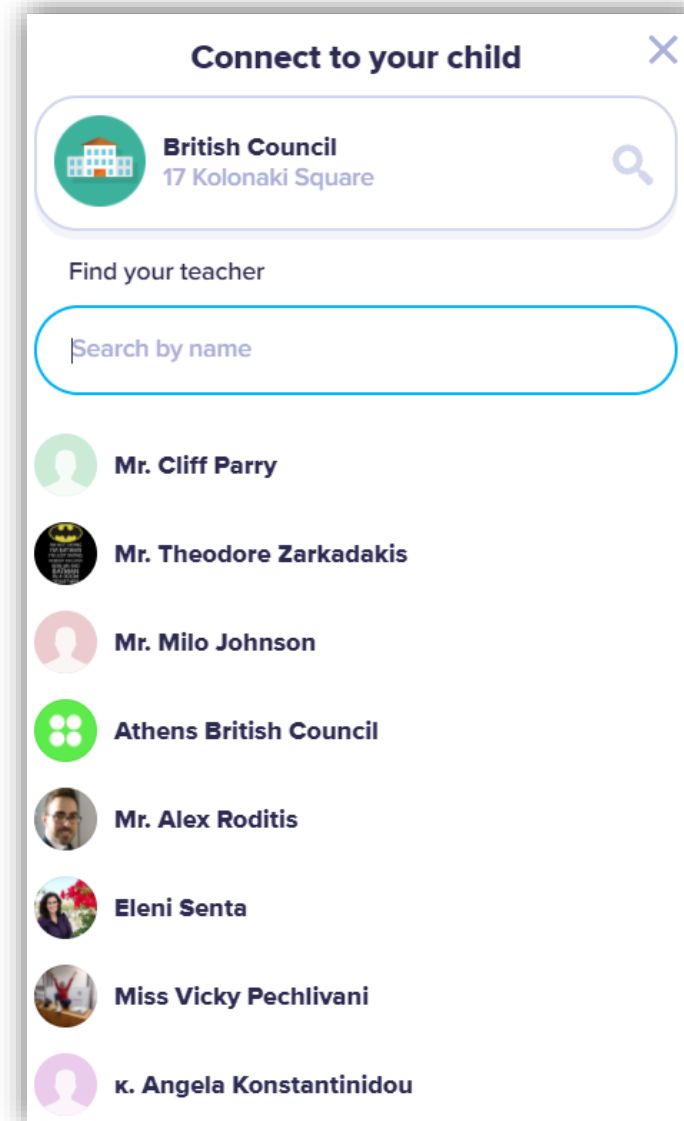 Connect to your child
British Council
17 Kolonaki Square
Find your teacher
Search by name
Mr. Cliff Parry
Mr. Theodore Zarkadakis
Mr. Milo Johnson
Athens British Council
Mr. Alex Roditis
Eleni Senta
Miss Vicky Pechlivani
κ. Angela Konstantinidou